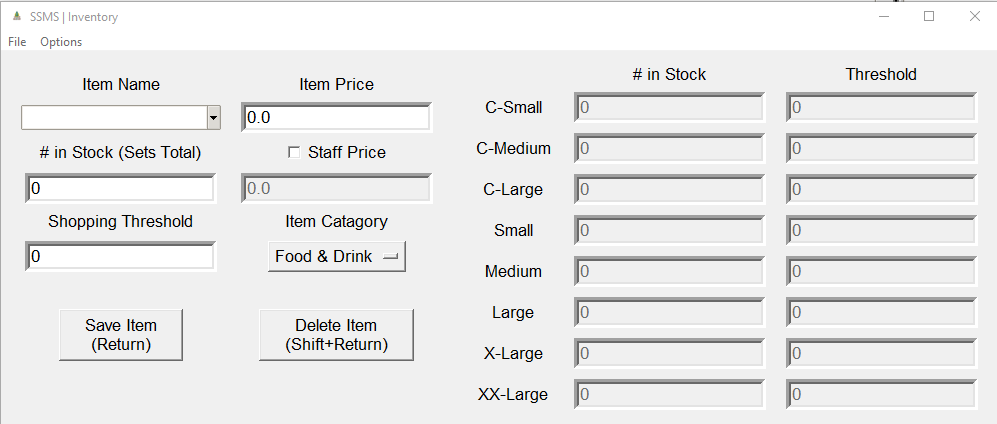 SSMS | Inventory
File Options
Item Name
Item Price
0.0
# in Stock (Sets Total)
Staff Price
0
0.0
Shopping Threshold
Item Catagory
0
Food & Drink
Save Item
(Return)
Delete Item
(Shift+Return)
# in Stock
Threshold
C-Small
0
0
C-Medium
0
0
C-Large
0
0
Small
0
0
Medium
0
0
Large
0
0
X-Large
0
0
XX-Large
0
0